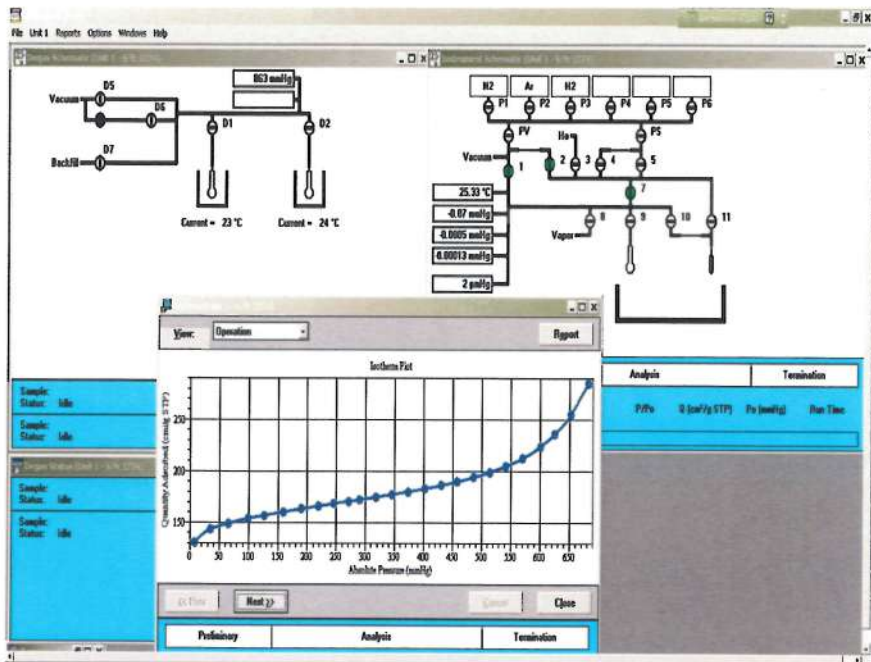 File Unit 1 Reports Options Windows Help
863 mmHg
D5
Vacuum
D6
D1 D2
D7
Backfill
Current = 23 °C Current = 24 °C
N2 Ar H2
P1 P2 P3 P4 P5 P6
PV He PS
Vacuum
1 2 3 4 5
7
25.33 °C
-0.07 mmHg
-0.0005 mmHg
8 9 10 11
Vapor
-0.00013 mmHg
View: Operation Report
Isotherm Plot
Quantity Adsorbed (cm³/g STP)
250
200
150
0 50 100 150 200 250 300 350 400 450 500 550 600 650
Absolute Pressure (mmHg)
Next >> Cancel Close
Preliminary Analysis Termination
Sample:
Status: Idle
Sample:
Status: Idle
Sample:
Status: Idle
Sample:
Status: Idle
Analysis Termination
P/Po Q (cm³/g STP) Po (mmHg) Run Time